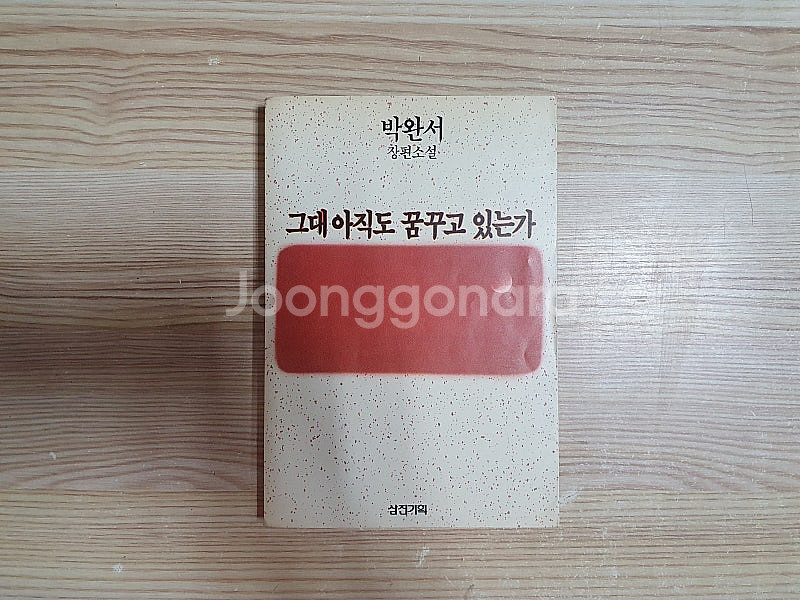 박완서
장편소설
그대 아직도 꿈꾸고 있는가
Joonggonara
삼진기획